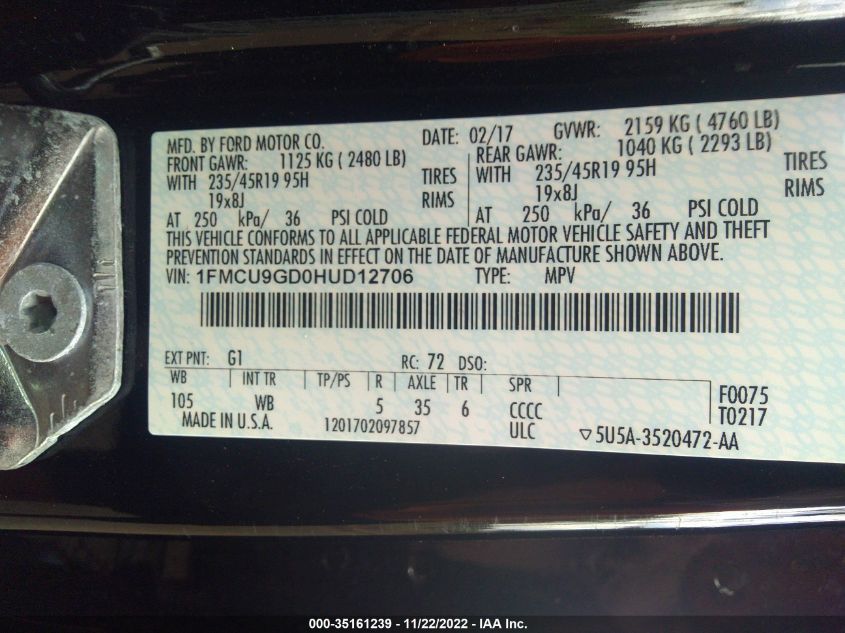 MFD. BY FORD MOTOR CO. DATE: 02/17 GVWR: 2159 KG ( 4760 LB)
FRONT GAWR: 1125 KG ( 2480 LB) REAR GAWR: 1040 KG ( 2293 LB)
WITH 235/45R19 95H TIRES WITH 235/45R19 95H TIRES
19x8J RIMS 19x8J RIMS
AT 250 kPa/ 36 PSI COLD AT 250 kPa/ 36 PSI COLD
THIS VEHICLE CONFORMS TO ALL APPLICABLE FEDERAL MOTOR VEHICLE SAFETY AND THEFT
PREVENTION STANDARDS IN EFFECT ON THE DATE OF MANUFACTURE SHOWN ABOVE.
VIN: 1FMCU9GD0HUD12706 TYPE: MPV
EXT PNT: G1 RC: 72 DSO:
WB INT TR TP/PS R AXLE TR SPR F0075
105 WB 5 35 6 CCCC T0217
MADE IN U.S.A. 1201702097857 ULC ▽5U5A-3520472-AA
000-35161239 - 11/22/2022 - IAA Inc.